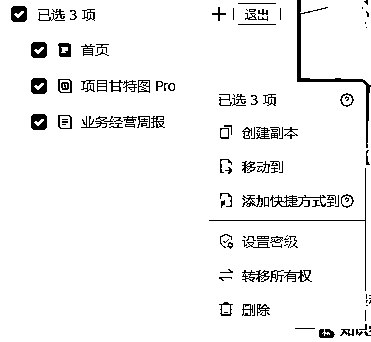 已选 3 项
退出
首页
项目甘特图 Pro
业务经营周报
已选 3 项
创建副本
移动到
添加快捷方式到
设置密级
转移所有权
删除